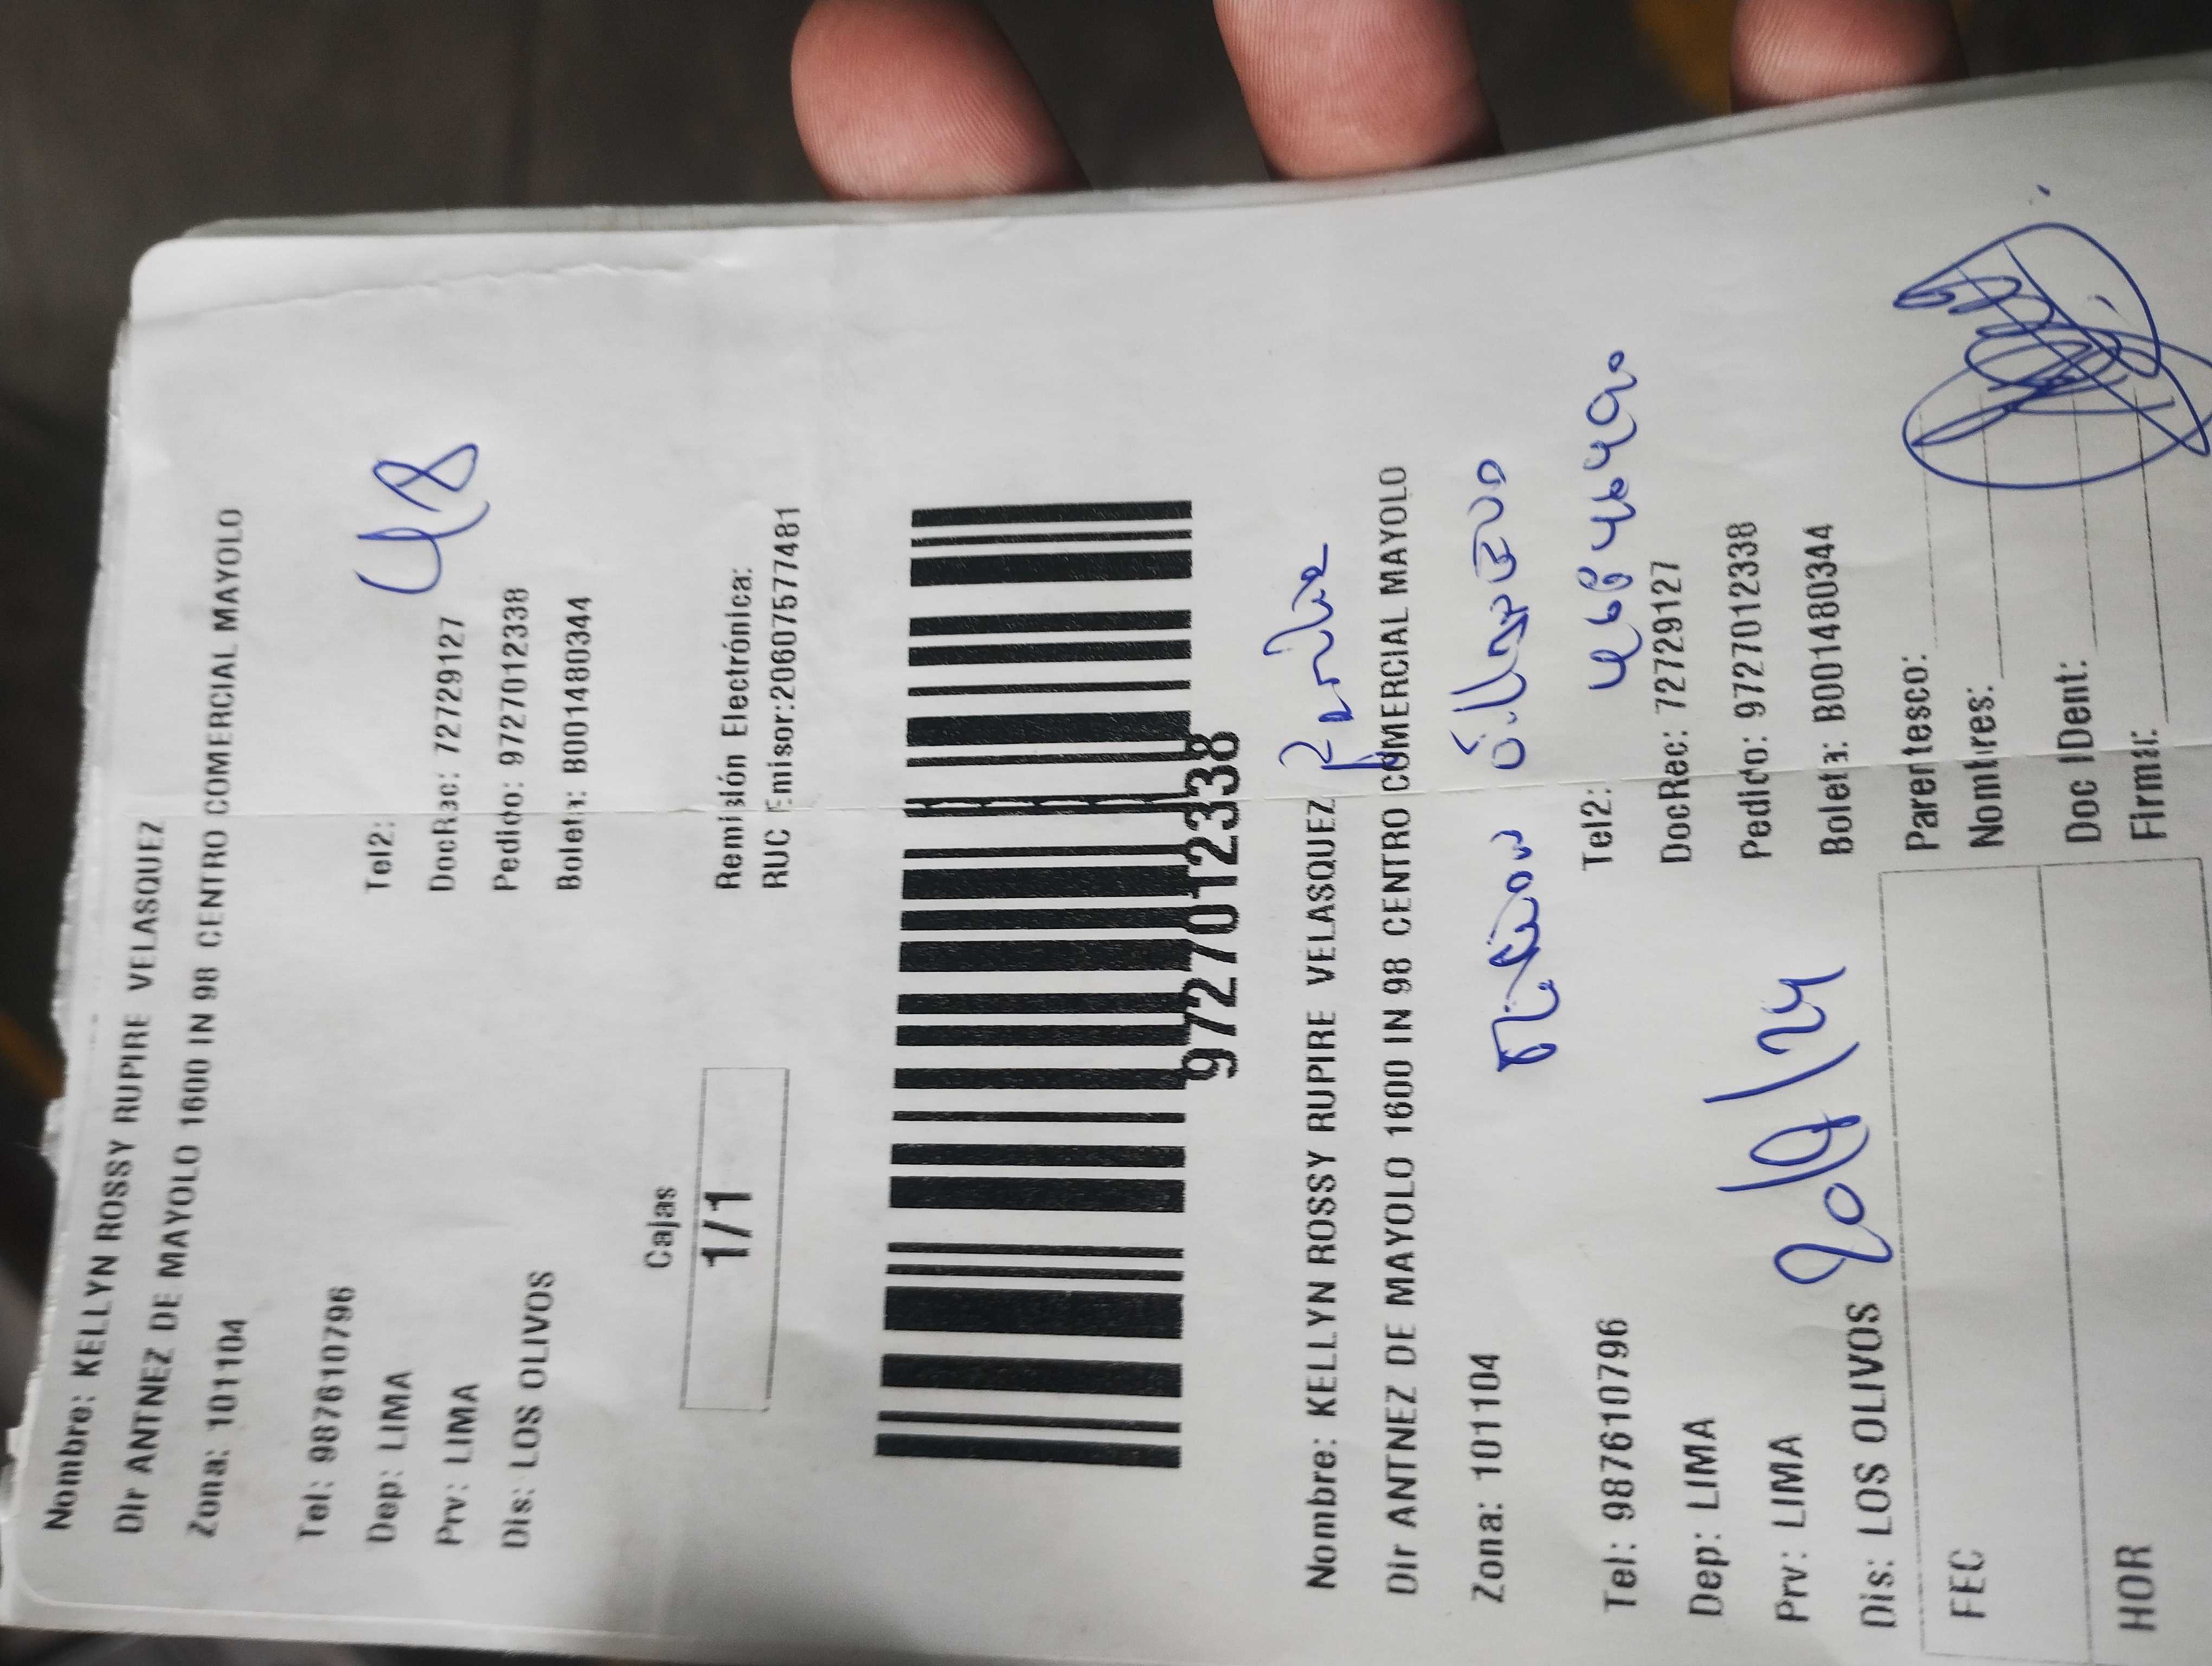 Nombre: KELLYN ROSSY RUPIRE VELASQUEZ
Dir ANTNEZ DE MAYOLO 1600 IN 98 CENTRO COMERCIAL MAYOLO
Zona: 101104
Tel: 987610796 Tel2:
48
Dep: LIMA DocRec: 72729127
Prv: LIMA Pedido: 9727012338
Dis: LOS OLIVOS Boleta: B001480344
Cajas
1/1
Remisión Electrónica:
RUC Emisor:20607577481
9727012338
Nombre: KELLYN ROSSY RUPIRE VELASQUEZ
Dir ANTNEZ DE MAYOLO 1600 IN 98 CENTRO COMERCIAL MAYOLO
Zona: 101104
Tel: 987610796 Tel2:
Dep: LIMA DocRec: 72729127
Prv: LIMA Pedido: 9727012338
Dis: LOS OLIVOS Boleta: B001480344
FEC Parentesco:
Nombres:
HOR Doc IDent:
Firma: